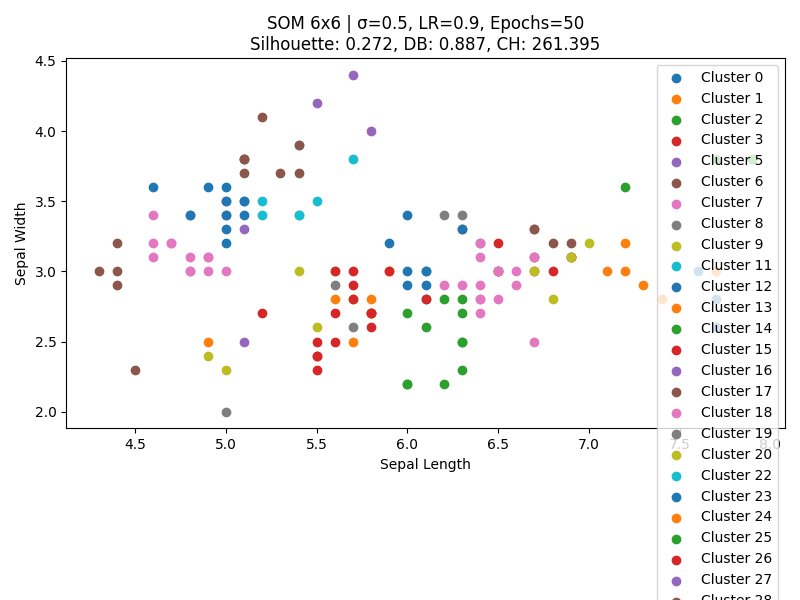 SOM 6x6 | σ=0.5, LR=0.9, Epochs=50
Silhouette: 0.272, DB: 0.887, CH: 261.395
4.5
4.0
3.5
3.0
2.5
2.0
Sepal Width
4.5 5.0 5.5 6.0 6.5 7.0 7.5 8.0
Sepal Length
Cluster 0
Cluster 1
Cluster 2
Cluster 3
Cluster 5
Cluster 6
Cluster 7
Cluster 8
Cluster 9
Cluster 11
Cluster 12
Cluster 13
Cluster 14
Cluster 15
Cluster 16
Cluster 17
Cluster 18
Cluster 19
Cluster 20
Cluster 22
Cluster 23
Cluster 24
Cluster 25
Cluster 26
Cluster 27
Cluster 28